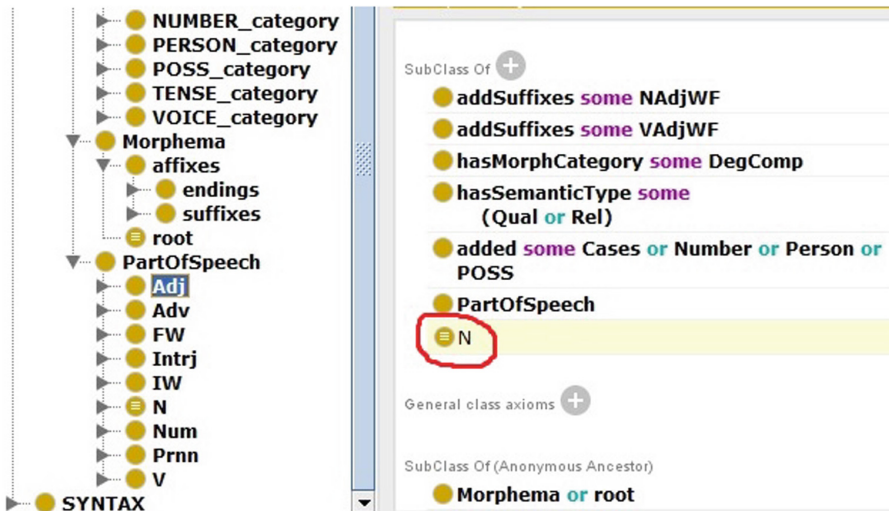 NUMBER_category
PERSON_category
POSS_category
TENSE_category
VOICE_category
Morphema
affixes
endings
suffixes
root
PartOfSpeech
Adj
Adv
FW
Intrj
IW
N
Num
Prnn
V
SYNTAX
SubClass Of
addSuffixes some NAdjWF
addSuffixes some VAdjWF
hasMorphCategory some DegComp
hasSemanticType some
(Qual or Rel)
added some Cases or Number or Person or
POSS
PartOfSpeech
N
General class axioms
SubClass Of (Anonymous Ancestor)
Morphema or root